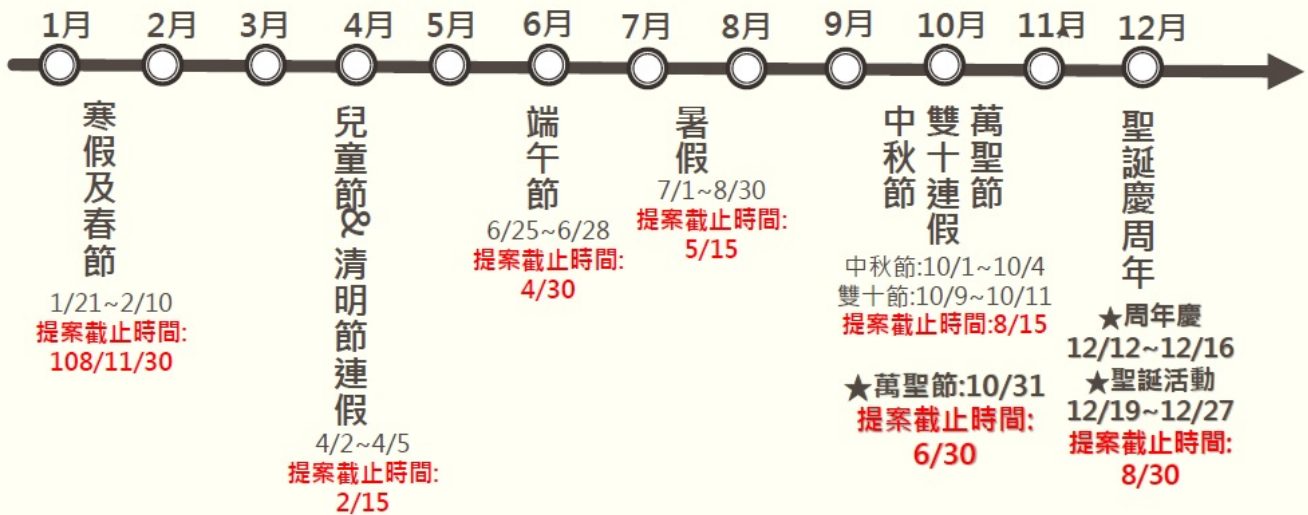 1月
2月
3月
4月
5月
6月
7月
8月
9月
10月
11月
12月
寒假及春節
1/21~2/10
提案截止時間:
108/11/30
兒童節&清明節連假
4/2~4/5
提案截止時間:
2/15
端午節
6/25~6/28
提案截止時間:
4/30
暑假
7/1~8/30
提案截止時間:
5/15
中秋節
雙十連假
萬聖節
中秋節:10/1~10/4
雙十節:10/9~10/11
提案截止時間:8/15
★萬聖節:10/31
提案截止時間:
6/30
聖誕慶周年
★周年慶
12/12~12/16
★聖誕活動
12/19~12/27
提案截止時間:
8/30